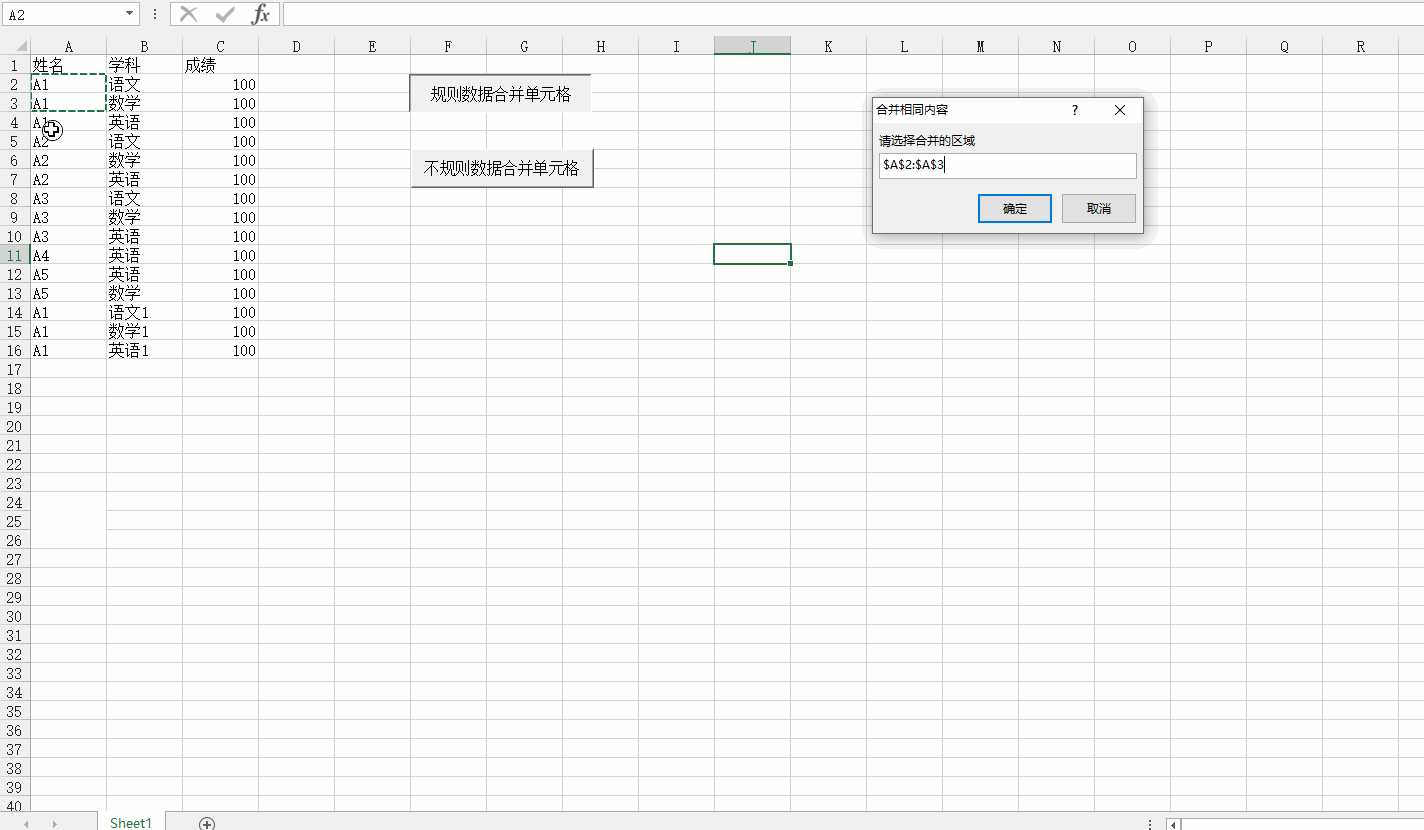 A2
fx
A B C D E F G H I J K L M N O P Q R
1 姓名 学科 成绩
2 A1 语文 100
3 A1 数学 100
规则数据合并单元格
4 A1 英语 100
5 A2 语文 100
6 A2 数学 100
不规则数据合并单元格
7 A2 英语 100
8 A3 语文 100
9 A3 数学 100
10 A3 英语 100
11 A4 英语 100
12 A5 英语 100
13 A5 数学 100
14 A1 语文1 100
15 A1 数学1 100
16 A1 英语1 100
17
18
19
20
21
22
23
24
25
26
27
28
29
30
31
32
33
34
35
36
37
38
39
40
合并相同内容 ?
请选择合并的区域
$A$2:$A$3
确定 取消
Sheet1